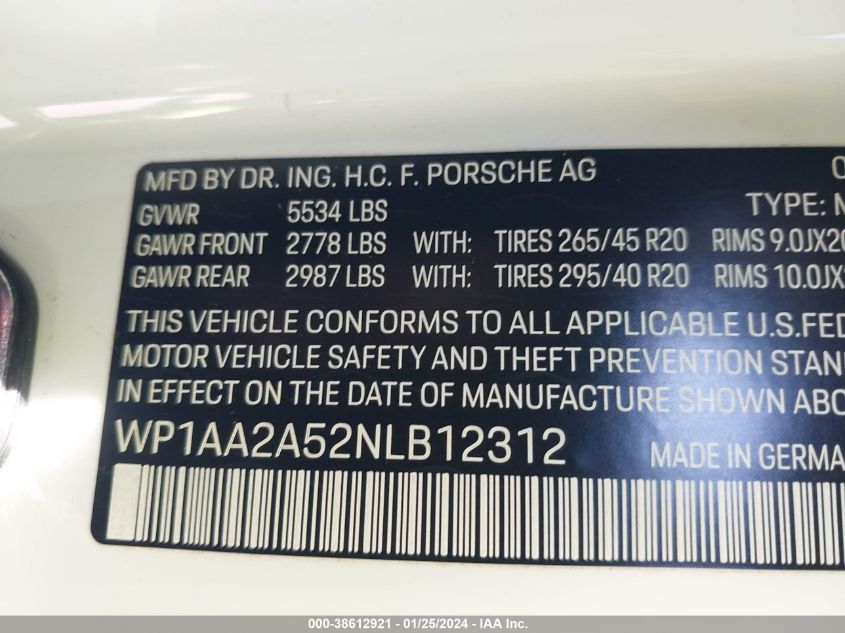 MFD BY DR. ING. H.C. F. PORSCHE AG
GVWR 5534 LBS TYPE:
GAWR FRONT 2778 LBS WITH: TIRES 265/45 R20 RIMS 9.0JX20
GAWR REAR 2987 LBS WITH: TIRES 295/40 R20 RIMS 10.0JX
THIS VEHICLE CONFORMS TO ALL APPLICABLE U.S.FED
MOTOR VEHICLE SAFETY AND THEFT PREVENTION STAN
IN EFFECT ON THE DATE OF MANUFACTURE SHOWN ABO
WP1AA2A52NLB12312 MADE IN GERMA
000-38612921 - 01/25/2024 - IAA Inc.